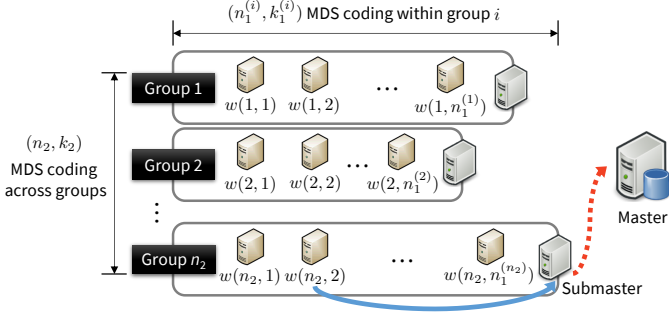 $(n_1^{(i)}, k_1^{(i)})$ MDS coding within group $i$
Group 1
$w(1,1)$ $w(1,2)$ ... $w(1,n_1^{(1)})$
$(n_2, k_2)$
MDS coding
across groups
Group 2
$w(2,1)$ $w(2,2)$ ... $w(2,n_1^{(2)})$
Master
Group $n_2$
$w(n_2,1)$ $w(n_2,2)$ ... $w(n_2,n_1^{(n_2)})$
Submaster